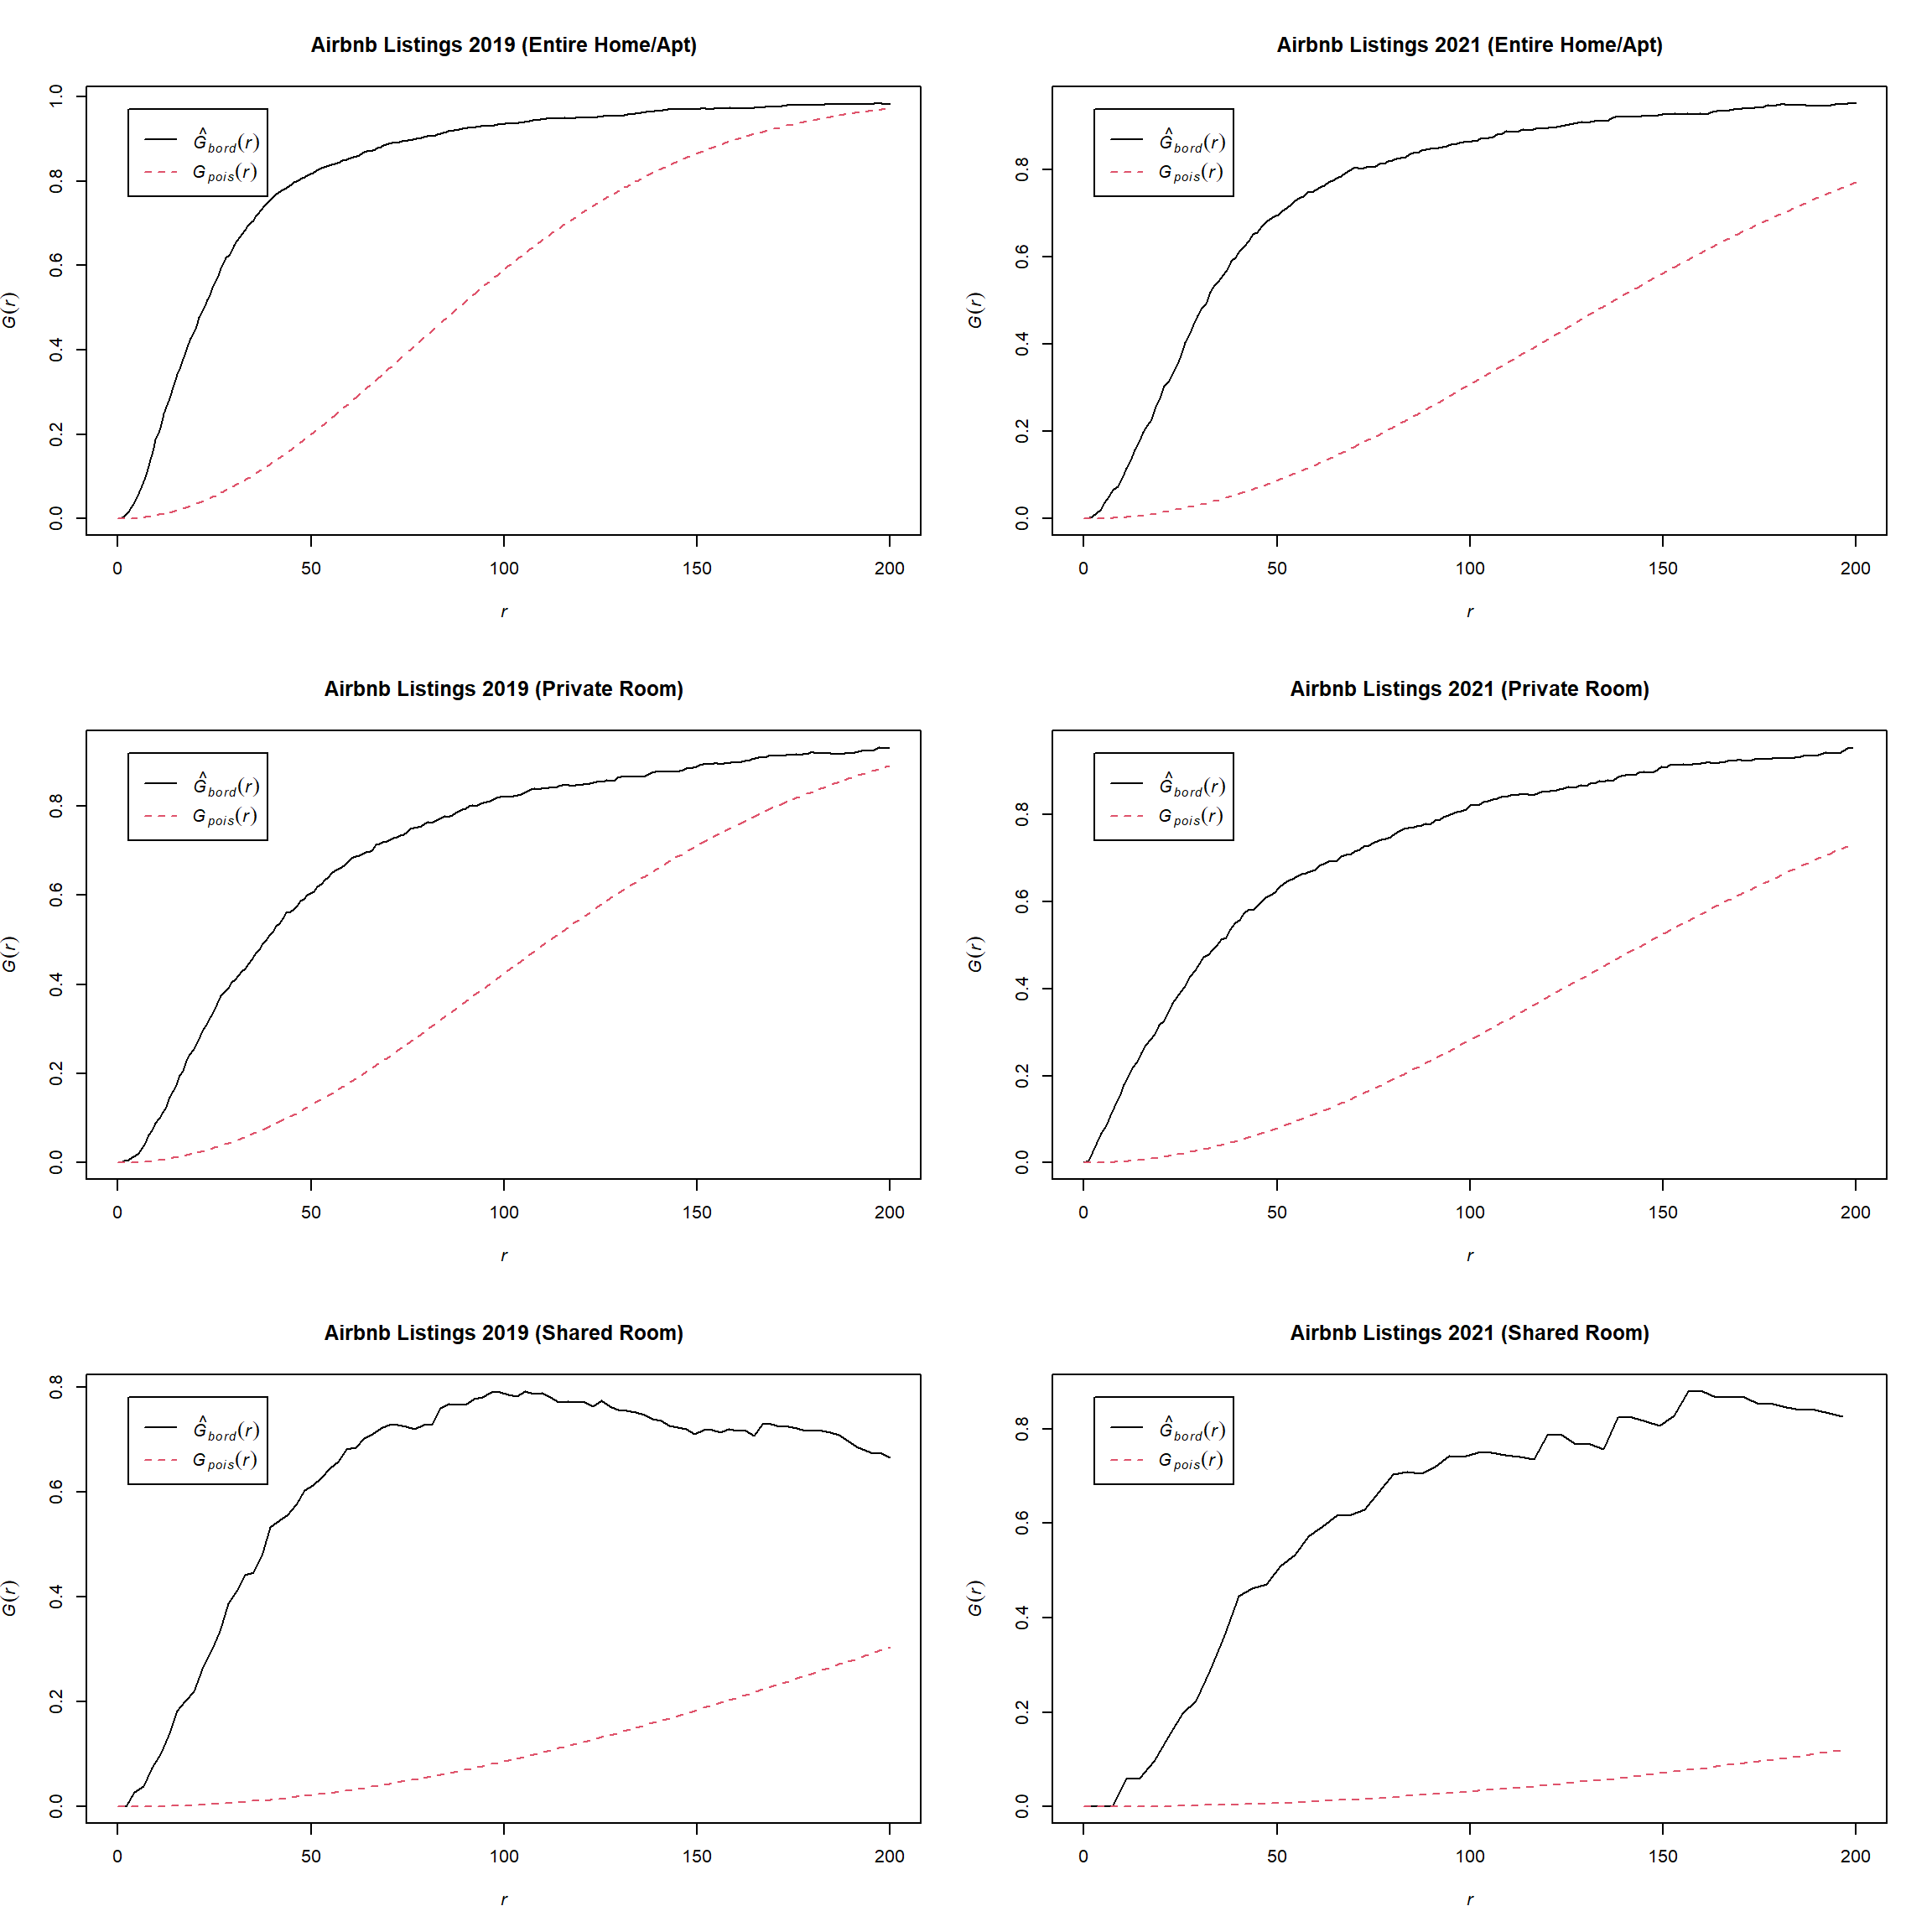 Airbnb Listings 2019 (Entire Home/Apt)
Ĝbord(r)
Gpois(r)
G(r)
0.0 0.2 0.4 0.6 0.8 1.0
0 50 100 150 200
r
Airbnb Listings 2021 (Entire Home/Apt)
Ĝbord(r)
Gpois(r)
G(r)
0.0 0.2 0.4 0.6 0.8
0 50 100 150 200
r
Airbnb Listings 2019 (Private Room)
Ĝbord(r)
Gpois(r)
G(r)
0.0 0.2 0.4 0.6 0.8
0 50 100 150 200
r
Airbnb Listings 2021 (Private Room)
Ĝbord(r)
Gpois(r)
G(r)
0.0 0.2 0.4 0.6 0.8
0 50 100 150 200
r
Airbnb Listings 2019 (Shared Room)
Ĝbord(r)
Gpois(r)
G(r)
0.0 0.2 0.4 0.6 0.8
0 50 100 150 200
r
Airbnb Listings 2021 (Shared Room)
Ĝbord(r)
Gpois(r)
G(r)
0.0 0.2 0.4 0.6 0.8
0 50 100 150 200
r